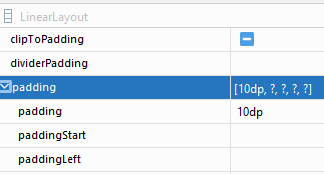 LinearLayout
clipToPadding
dividerPadding
padding [10dp, ?, ?, ?, ?]
padding 10dp
paddingStart
paddingLeft